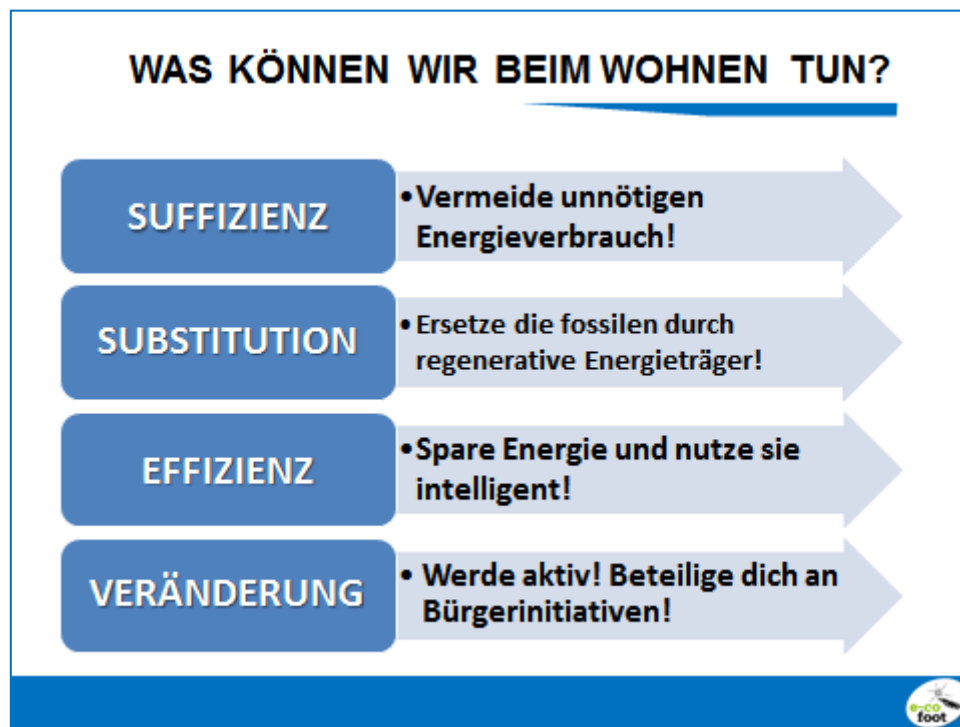 WAS KÖNNEN WIR BEIM WOHNEN TUN?
SUFFIZIENZ
•Vermeide unnötigen
Energieverbrauch!
SUBSTITUTION
• Ersetze die fossilen durch
regenerative Energieträger!
EFFIZIENZ
•Spare Energie und nutze sie
intelligent!
VERÄNDERUNG
• Werde aktiv! Beteilige dich an
Bürgerinitiativen!
e-co
foot